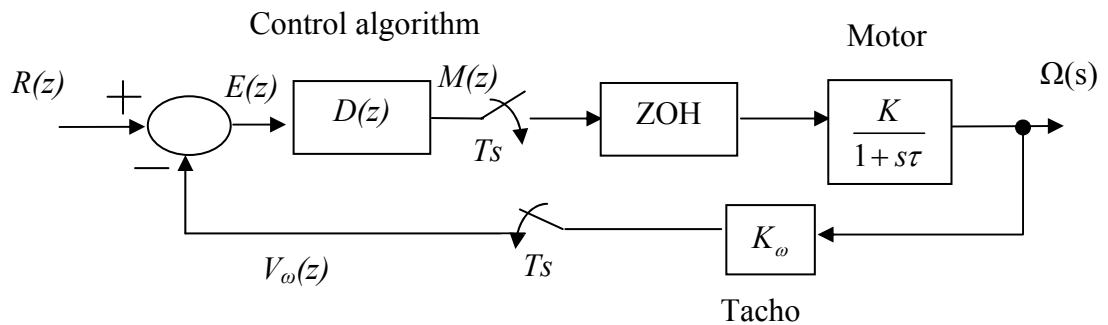 Control algorithm
Motor
R(z)
+
E(z)
D(z)
M(z)
Ts
ZOH
K
1 + sτ
Ω(s)
−
Vω(z)
Ts
Kω
Tacho